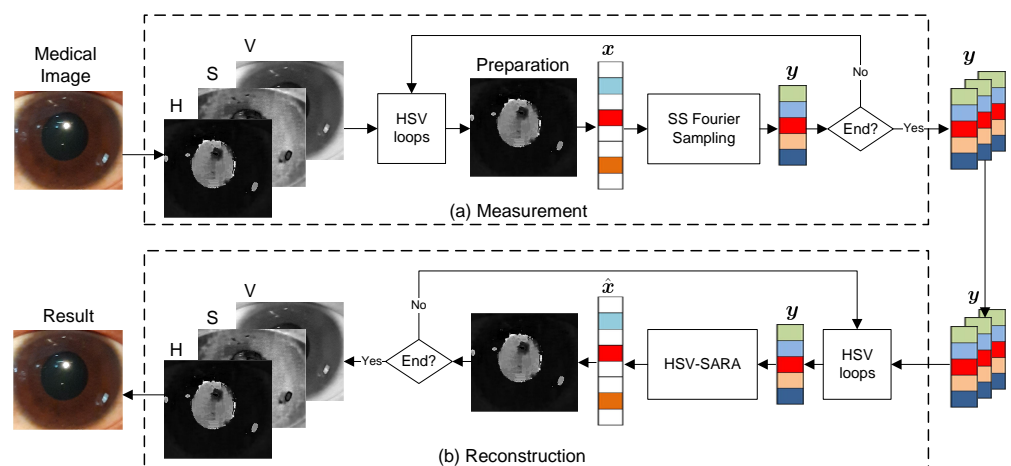 Medical
Image
H
S
V
HSV
loops
Preparation
x
SS Fourier
Sampling
y
End?
No
Yes
y
(a) Measurement
Result
H
S
V
Yes
End?
No
x̂
HSV-SARA
y
HSV
loops
y
(b) Reconstruction